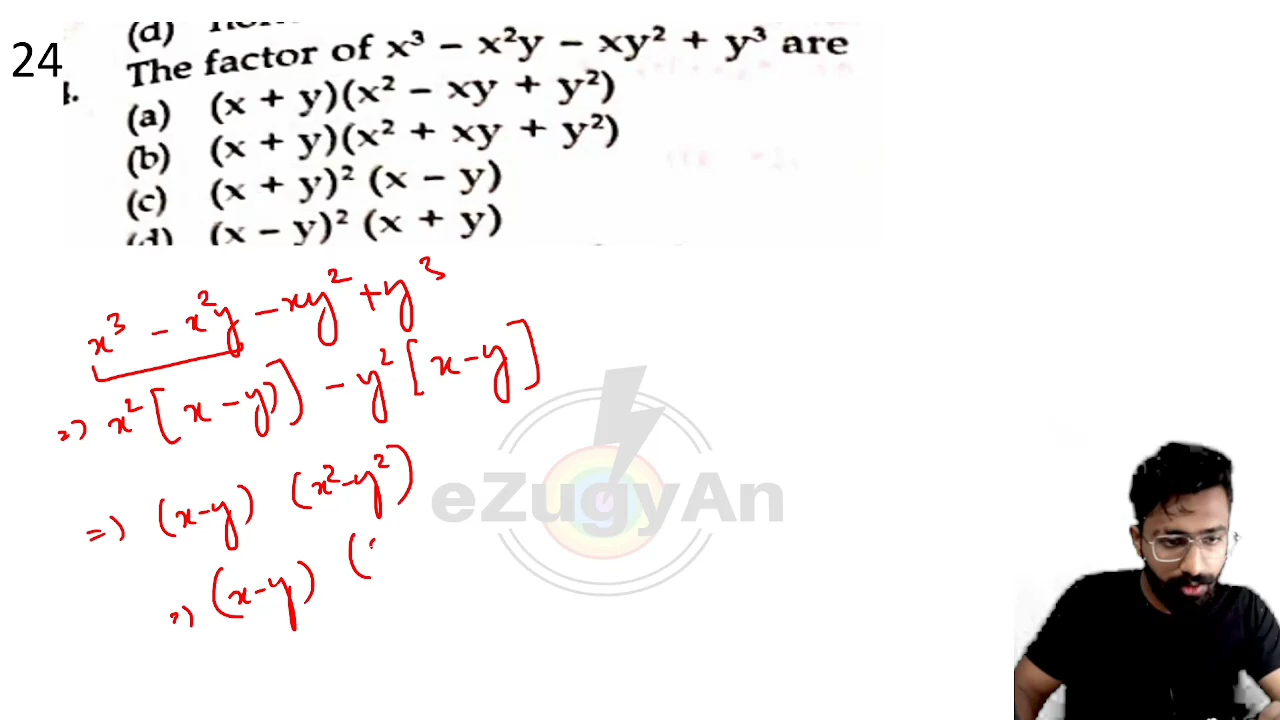 24
(d)
The factor of x³ − x²y − xy² + y³ are
(a) (x + y)(x² − xy + y²)
(b) (x + y)(x² + xy + y²)
(c) (x + y)² (x − y)
(d) (x − y)² (x + y)
x³ − x²y − xy² + y³
=> x² [x − y)] − y² [x − y]
=> (x − y) (x² − y²)
=> (x − y) (
eZugyAn